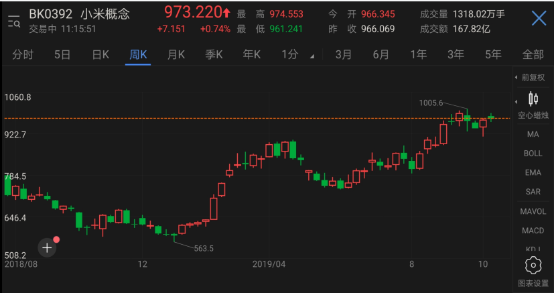 BK0392 小米概念 973.220 最高 974.553 今开 966.345 成交量 1318.02万手
交易中 11:15:51 +7.151 +0.74% 最低 961.241 昨收 966.069 成交额 167.82亿
分时 5日 日K 周K 月K 季K 年K 1分 3月 6月 1年 3年 5年 全部
前复权
1060.8
1005.6
空心蜡烛
922.7
MA
BOLL
784.5
EMA
SAR
646.4
MAVOL
MACD
563.5
KDJ
508.2
2018/08 12 2019/04 8 10
图表设置